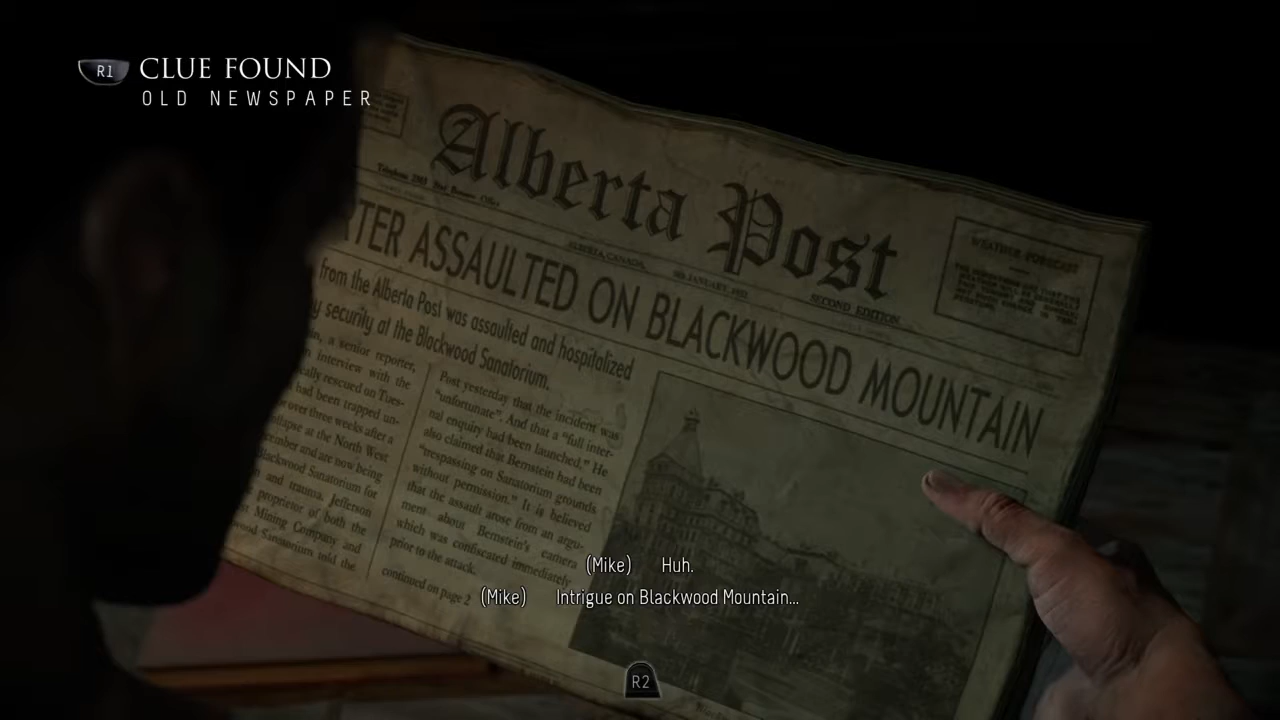 R1 CLUE FOUND
OLD NEWSPAPER
Alberta Post
ALBERTA, CANADA,
SECOND EDITION
WEATHER FORECAST
TER ASSAULTED ON BLACKWOOD MOUNTAIN
from the Alberta Post was assaulted and hospitalized
y security at the Blackwood Sanatorium.
a senior reporter,
interview with the
cally rescued on Tues-
had been trapped un-
over three weeks after a
collapse at the North West
cember and are now being
Blackwood Sanatorium for
and trauma. Jefferson
proprietor of both the
Mining Company and
wood Sanatorium told the
Post yesterday that the incident was
"unfortunate". And that a "full inter-
nal enquiry had been launched." He
also claimed that Bernstein had been
"trespassing on Sanatorium grounds
without permission." It is believed
that the assault arose from an argu-
ment about Bernstein's camera
which was confiscated immediately
prior to the attack.
continued on page 2
(Mike) Huh.
(Mike) Intrigue on Blackwood Mountain...
R2